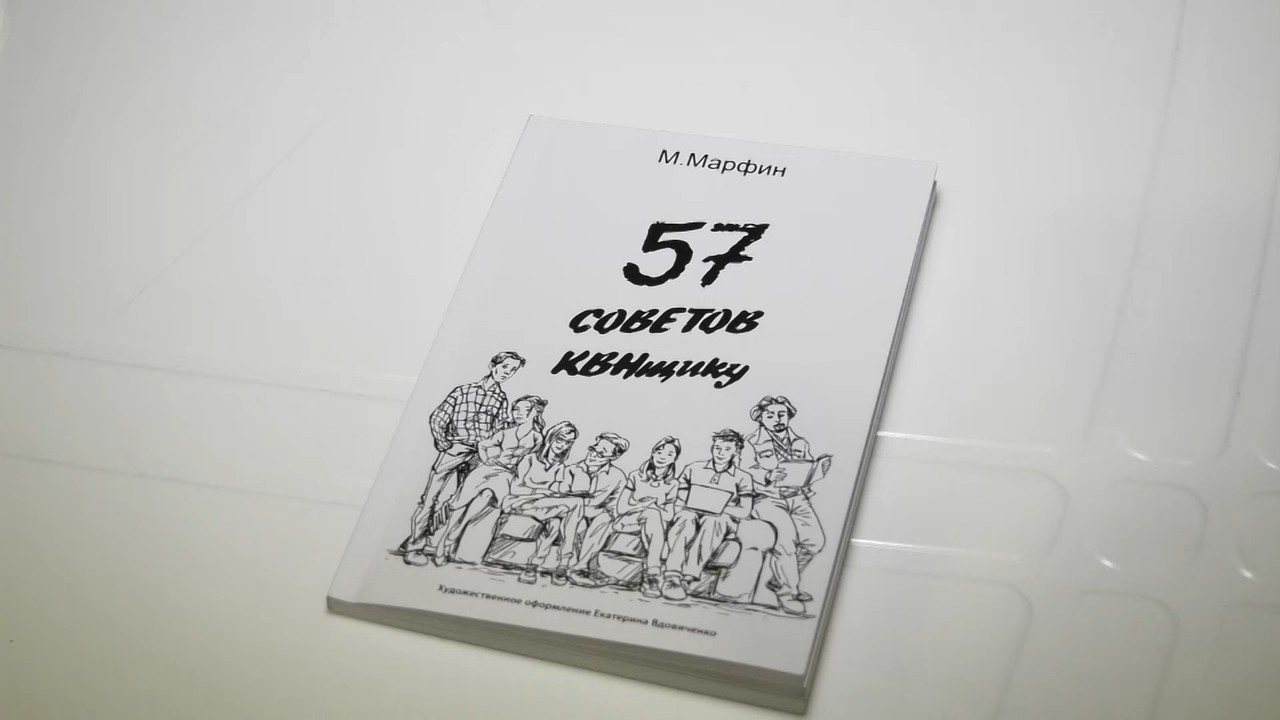 М.Марфин
57
СОВЕТОВ
КВНщику
Художественное оформление Екатерина Вдовиченко